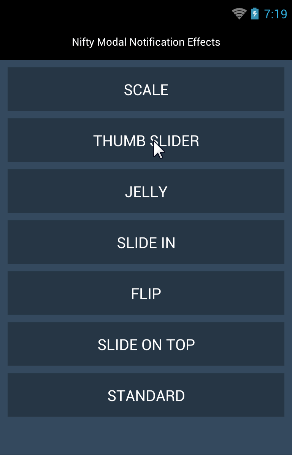 7:19
Nifty Modal Notification Effects
SCALE
THUMB SLIDER
JELLY
SLIDE IN
FLIP
SLIDE ON TOP
STANDARD